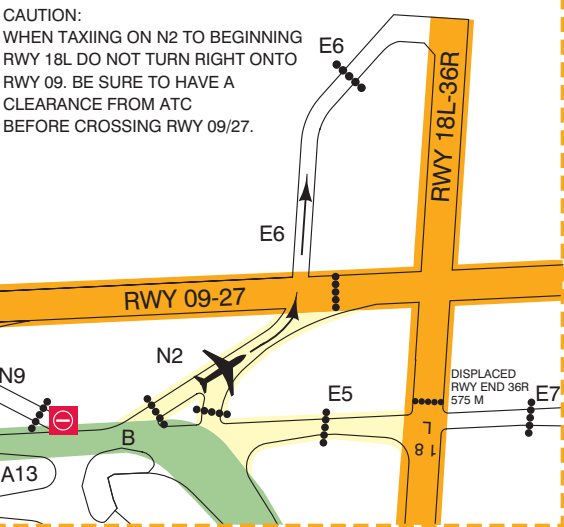 CAUTION:
WHEN TAXIING ON N2 TO BEGINNING
RWY 18L DO NOT TURN RIGHT ONTO
RWY 09. BE SURE TO HAVE A
CLEARANCE FROM ATC
BEFORE CROSSING RWY 09/27.
E6
RWY 18L-36R
E6
RWY 09-27
N2
N9
DISPLACED
RWY END 36R
575 M
E5
E7
B
18
L
A13